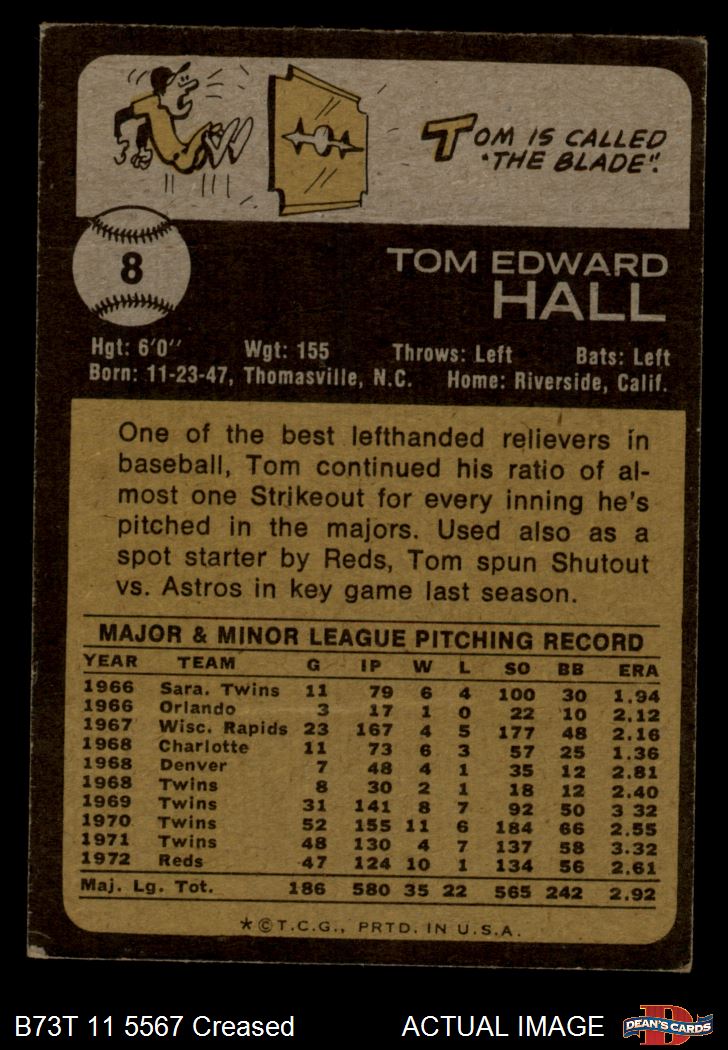 TOM IS CALLED
"THE BLADE".
8
TOM EDWARD
HALL
Hgt: 6'0" Wgt: 155 Throws: Left Bats: Left
Born: 11-23-47, Thomasville, N.C. Home: Riverside, Calif.
One of the best lefthanded relievers in
baseball, Tom continued his ratio of al-
most one Strikeout for every inning he's
pitched in the majors. Used also as a
spot starter by Reds, Tom spun Shutout
vs. Astros in key game last season.
MAJOR & MINOR LEAGUE PITCHING RECORD
YEAR TEAM G IP W L SO BB ERA
1966 Sara. Twins 11 79 6 4 100 30 1.94
1966 Orlando 3 17 1 0 22 10 2.12
1967 Wisc. Rapids 23 167 4 5 177 48 2.16
1968 Charlotte 11 73 6 3 57 25 1.36
1968 Denver 7 48 4 1 35 12 2.81
1968 Twins 8 30 2 1 18 12 2.40
1969 Twins 31 141 8 7 92 50 3 32
1970 Twins 52 155 11 6 184 66 2.55
1971 Twins 48 130 4 7 137 58 3.32
1972 Reds 47 124 10 1 134 56 2.61
Maj. Lg. Tot. 186 580 35 22 565 242 2.92
*©T.C.G., PRTD. IN U.S.A.
B73T 11 5567 Creased ACTUAL IMAGE
D
DEAN'S CARDS